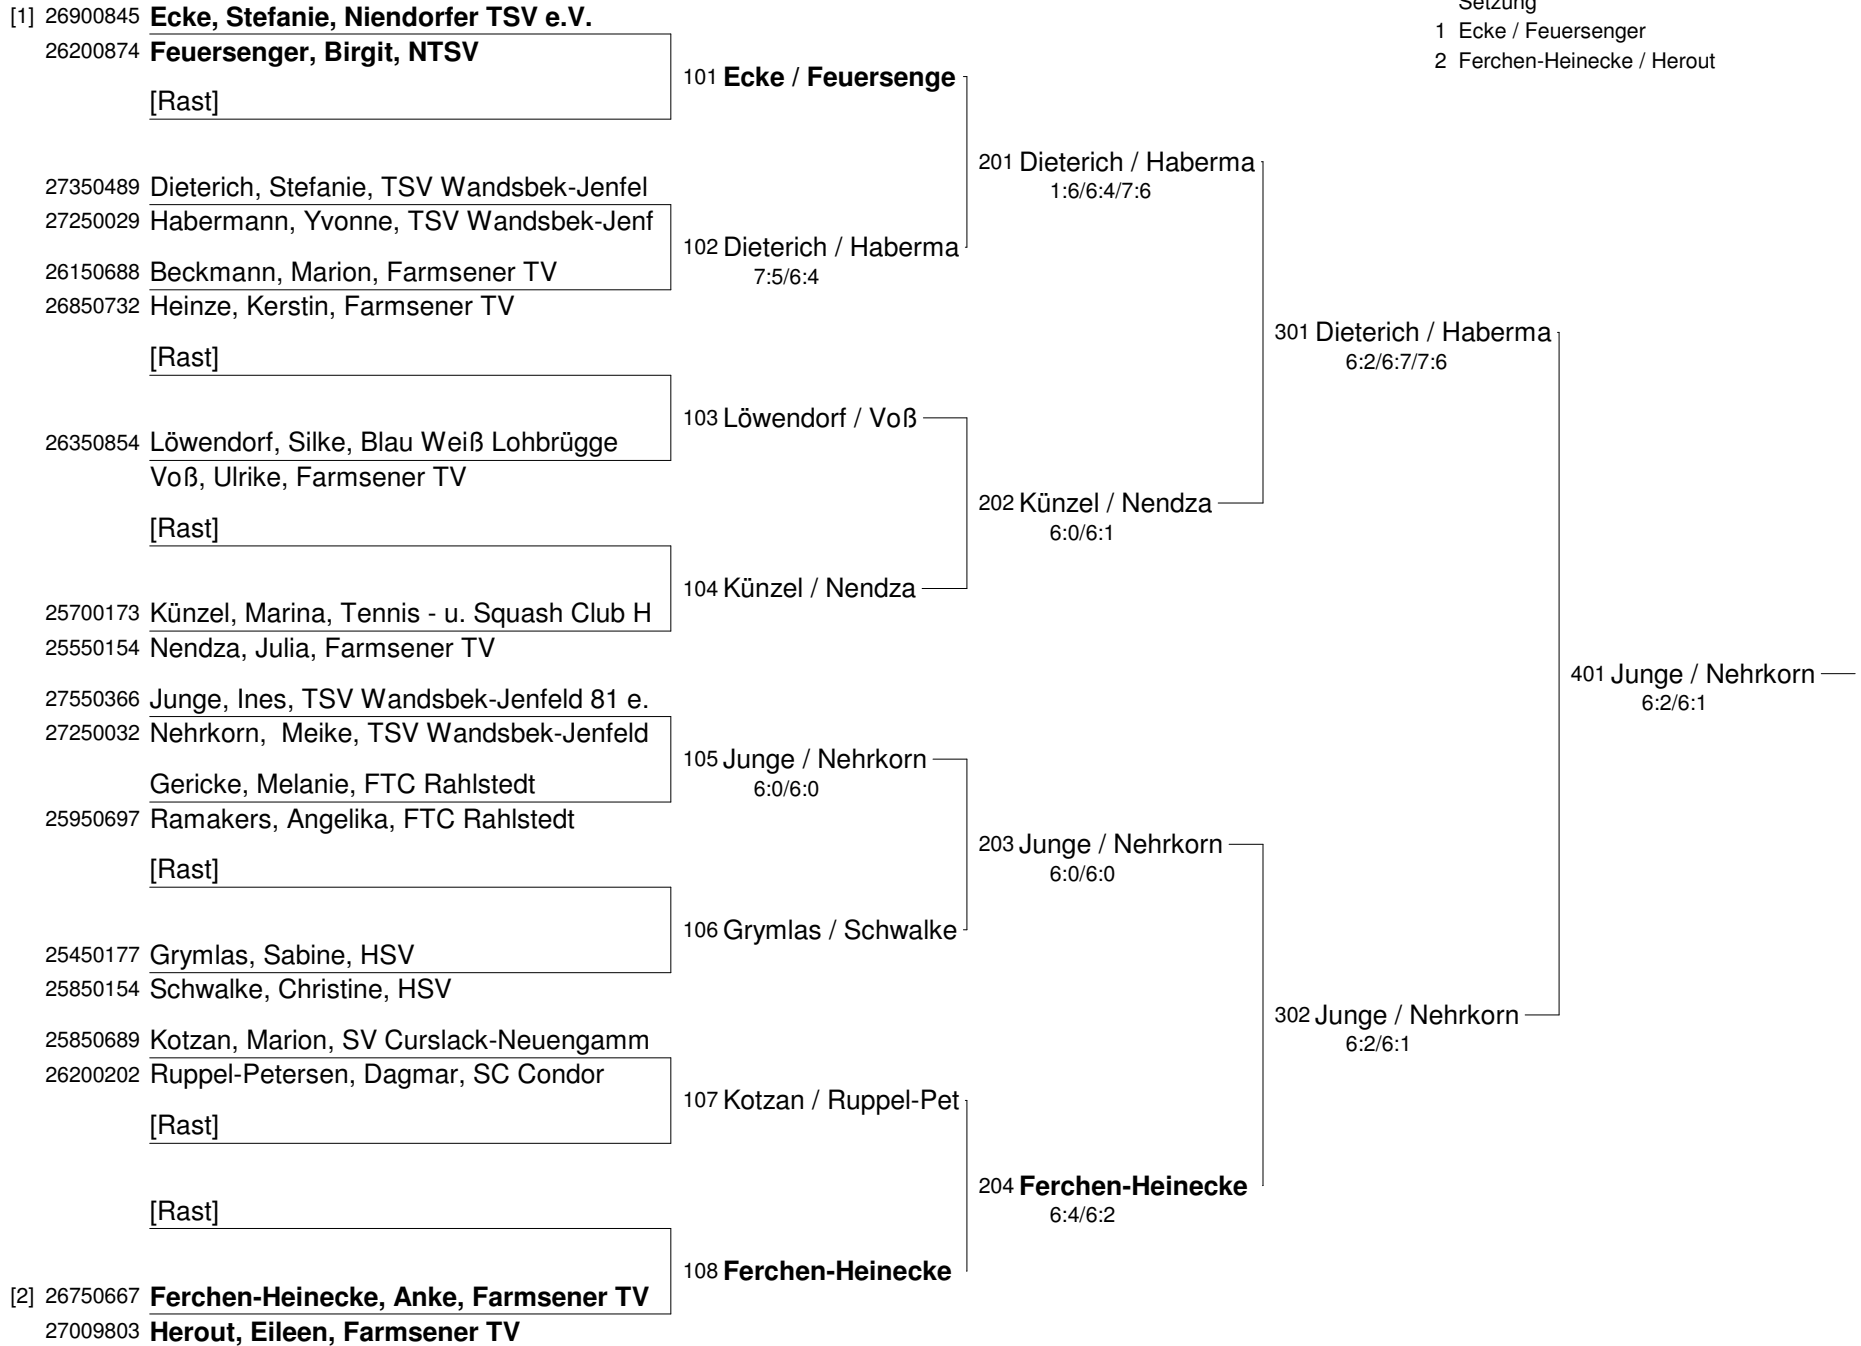 Setzung
1 Ecke / Feuersenger
2 Ferchen-Heinecke / Herout
[1] 26900845 Ecke, Stefanie, Niendorfer TSV e.V.
26200874 Feuersenger, Birgit, NTSV
101 Ecke / Feuersenge
[Rast]
201 Dieterich / Haberma
1:6/6:4/7:6
27350489 Dieterich, Stefanie, TSV Wandsbek-Jenfel
27250029 Habermann, Yvonne, TSV Wandsbek-Jenf
102 Dieterich / Haberma
7:5/6:4
26150688 Beckmann, Marion, Farmsener TV
26850732 Heinze, Kerstin, Farmsener TV
301 Dieterich / Haberma
6:2/6:7/7:6
[Rast]
103 Löwendorf / Voß
26350854 Löwendorf, Silke, Blau Weiß Lohbrügge
Voß, Ulrike, Farmsener TV
202 Künzel / Nendza
6:0/6:1
[Rast]
104 Künzel / Nendza
25700173 Künzel, Marina, Tennis - u. Squash Club H
25550154 Nendza, Julia, Farmsener TV
401 Junge / Nehrkorn
6:2/6:1
27550366 Junge, Ines, TSV Wandsbek-Jenfeld 81 e.
27250032 Nehrkorn, Meike, TSV Wandsbek-Jenfeld
105 Junge / Nehrkorn
6:0/6:0
Gericke, Melanie, FTC Rahlstedt
25950697 Ramakers, Angelika, FTC Rahlstedt
203 Junge / Nehrkorn
6:0/6:0
[Rast]
106 Grymlas / Schwalke
25450177 Grymlas, Sabine, HSV
25850154 Schwalke, Christine, HSV
302 Junge / Nehrkorn
6:2/6:1
25850689 Kotzan, Marion, SV Curslack-Neuengamm
26200202 Ruppel-Petersen, Dagmar, SC Condor
107 Kotzan / Ruppel-Pet
[Rast]
204 Ferchen-Heinecke
6:4/6:2
[Rast]
108 Ferchen-Heinecke
[2] 26750667 Ferchen-Heinecke, Anke, Farmsener TV
27009803 Herout, Eileen, Farmsener TV